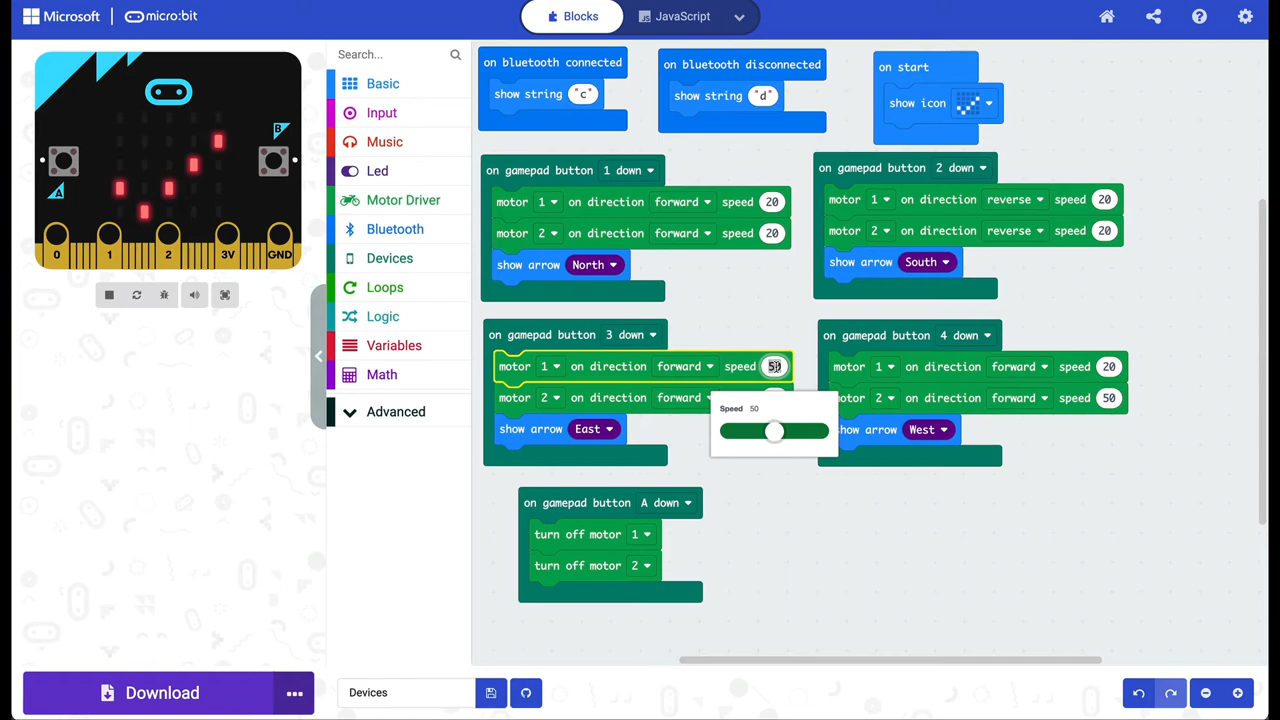 Microsoft micro:bit Blocks JavaScript
Search...
Basic
Input
Music
Led
Motor Driver
Bluetooth
Devices
Loops
Logic
Variables
Math
Advanced
A
B
0 1 2 3V GND
on bluetooth connected
show string "c"
on bluetooth disconnected
show string "d"
on start
show icon
on gamepad button 1 down
motor 1 on direction forward speed 20
motor 2 on direction forward speed 20
show arrow North
on gamepad button 2 down
motor 1 on direction reverse speed 20
motor 2 on direction reverse speed 20
show arrow South
on gamepad button 3 down
motor 1 on direction forward speed 50
motor 2 on direction forward
show arrow East
Speed 50
on gamepad button 4 down
motor 1 on direction forward speed 20
motor 2 on direction forward speed 50
show arrow West
on gamepad button A down
turn off motor 1
turn off motor 2
Download
Devices